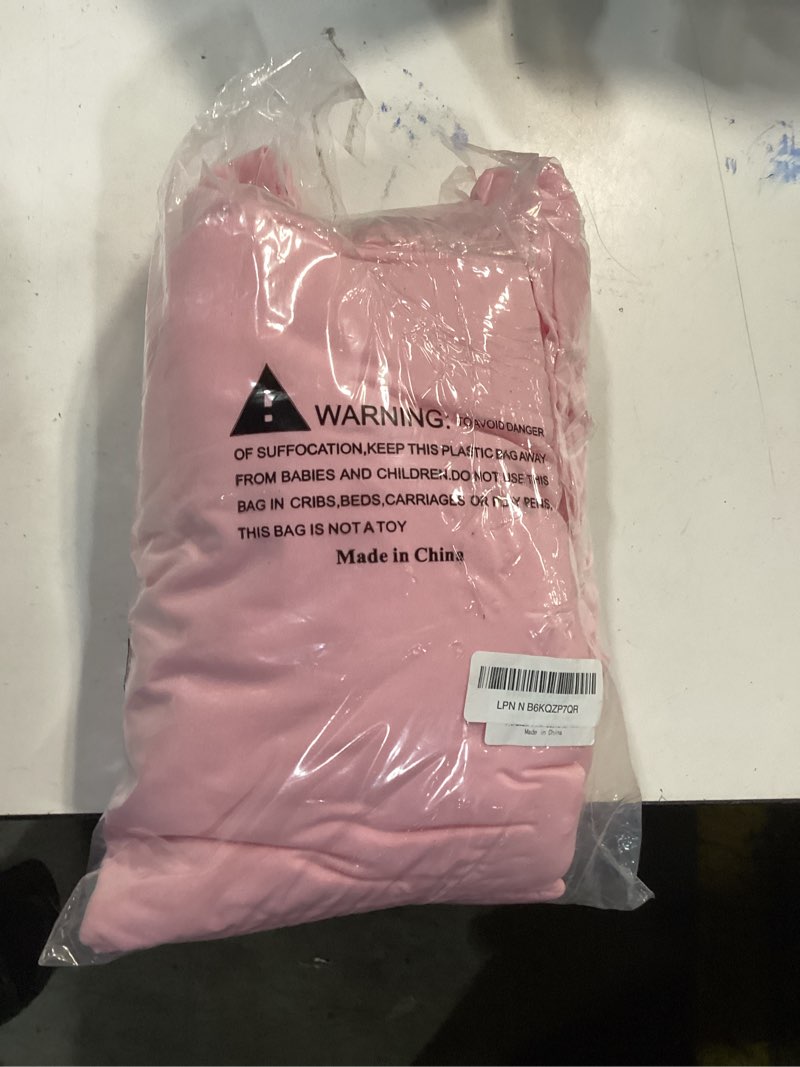 WARNING: TO AVOID DANGER
OF SUFFOCATION,KEEP THIS PLASTIC BAG AWAY
FROM BABIES AND CHILDREN.DO NOT USE THIS
BAG IN CRIBS,BEDS,CARRIAGES OR PLAY PENS,
THIS BAG IS NOT A TOY
Made in China
LPN N B6KQZP7QR
Made in China